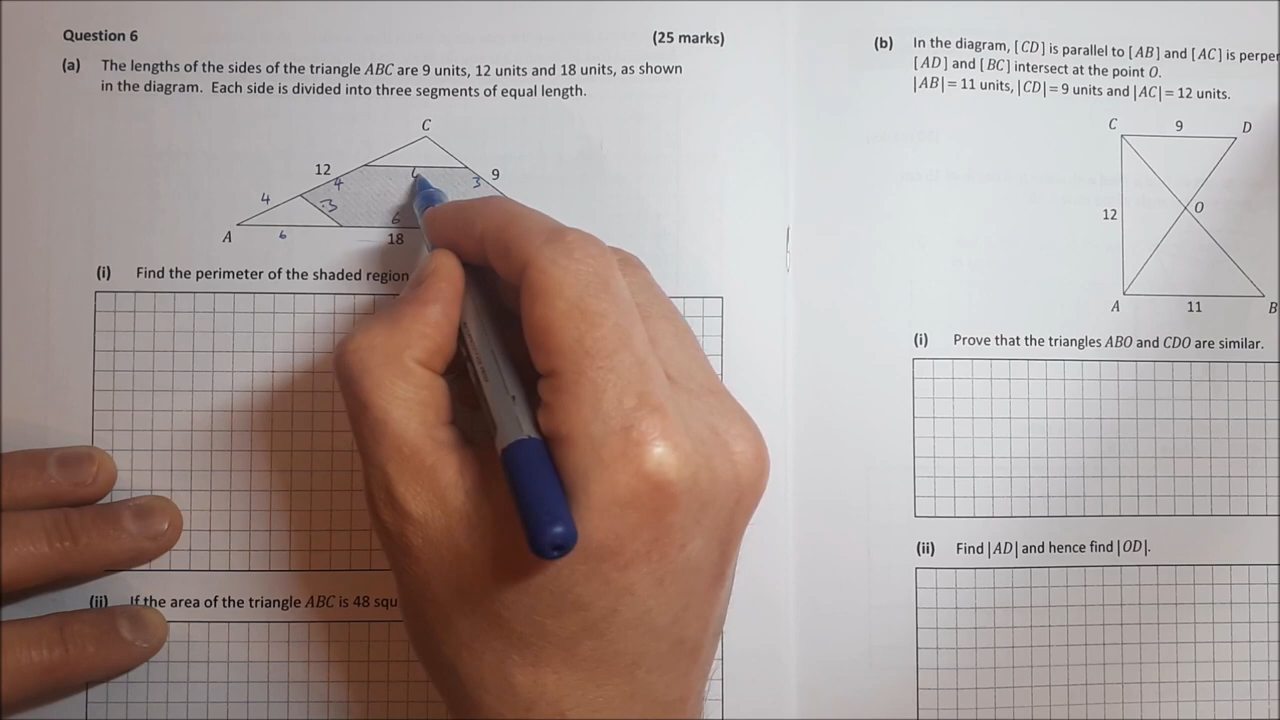 Question 6
(25 marks)
(a) The lengths of the sides of the triangle ABC are 9 units, 12 units and 18 units, as shown
in the diagram. Each side is divided into three segments of equal length.
C
12
9
4
3
4
3
6
6
A
6
18
(i) Find the perimeter of the shaded region
(ii) If the area of the triangle ABC is 48 squ
(b) In the diagram, [CD] is parallel to [AB] and [AC] is perpen
[AD] and [BC] intersect at the point O.
|AB| = 11 units, |CD| = 9 units and |AC| = 12 units.
C
9
D
12
O
A
11
B
(i) Prove that the triangles ABO and CDO are similar.
(ii) Find |AD| and hence find |OD|.